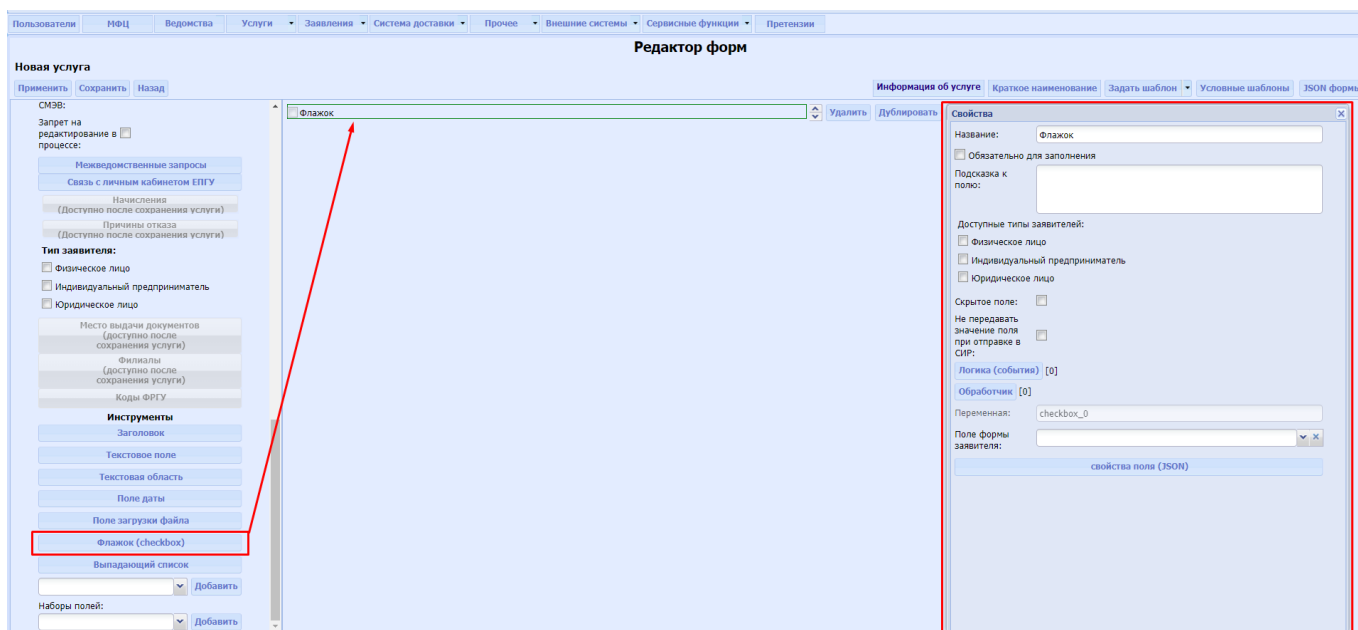 Пользователи МФЦ Ведомства Услуги Заявления Система доставки Прочее Внешние системы Сервисные функции Претензии
Редактор форм
Новая услуга
Применить Сохранить Назад Информация об услуге Краткое наименование Задать шаблон Условные шаблоны JSON формы
СМЭВ:
Запрет на
редактирование в
процессе:
Межведомственные запросы
Связь с личным кабинетом ЕПГУ
Начисления
(Доступно после сохранения услуги)
Причины отказа
(Доступно после сохранения услуги)
Тип заявителя:
Физическое лицо
Индивидуальный предприниматель
Юридическое лицо
Место выдачи документов
(доступно после
сохранения услуги)
Филиалы
(доступно после
сохранения услуги)
Коды ФРГУ
Инструменты
Заголовок
Текстовое поле
Текстовая область
Поле даты
Поле загрузки файла
Флажок (checkbox)
Выпадающий список
Добавить
Наборы полей:
Добавить
Флажок Удалить Дублировать
Свойства
Название: Флажок
Обязательно для заполнения
Подсказка к
полю:
Доступные типы заявителей:
Физическое лицо
Индивидуальный предприниматель
Юридическое лицо
Скрытое поле:
Не передавать
значение поля
при отправке в
СИР:
Логика (события) [0]
Обработчик [0]
Переменная: checkbox_0
Поле формы
заявителя:
свойства поля (JSON)